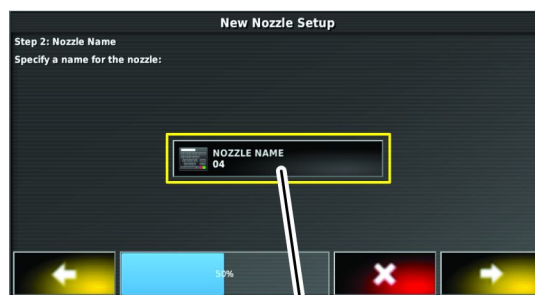 New Nozzle Setup
Step 2: Nozzle Name
Specify a name for the nozzle:
NOZZLE NAME
04
50%